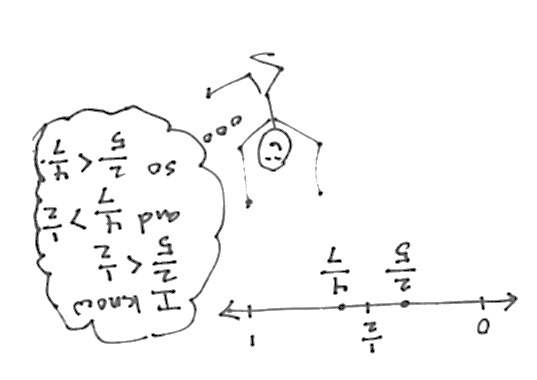 I know
2/5 < 1/2
and 4/7 > 1/2
so 2/5 < 4/7.
0 1/2 1
2/5 4/7